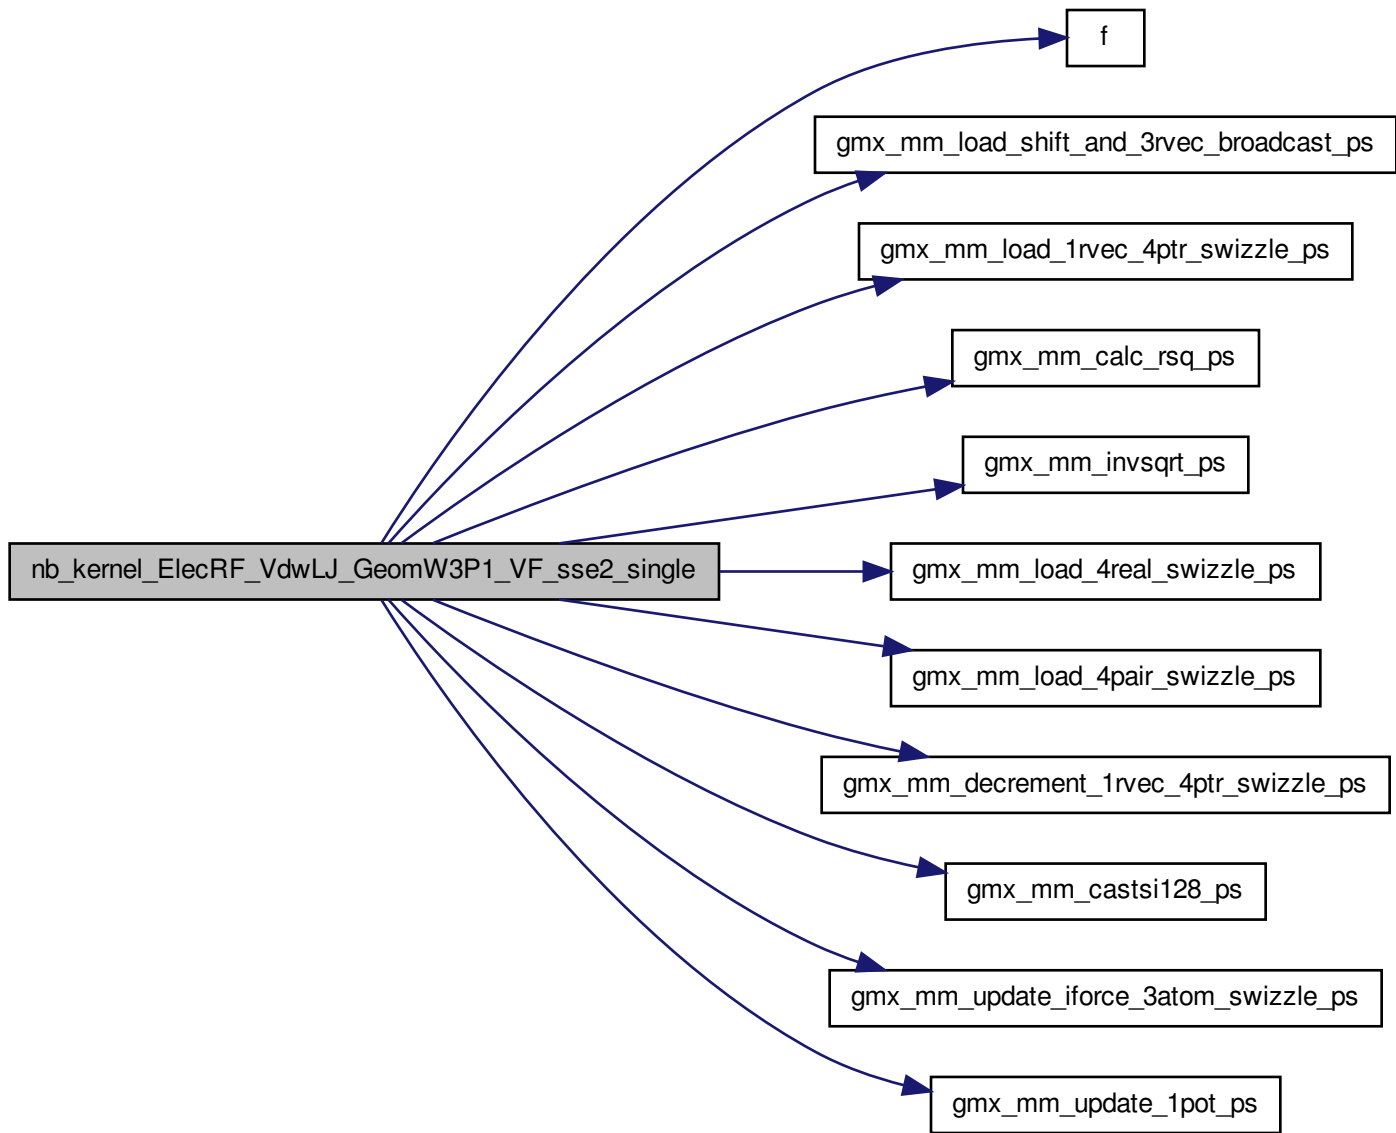 f
gmx_mm_load_shift_and_3rvec_broadcast_ps
gmx_mm_load_1rvec_4ptr_swizzle_ps
gmx_mm_calc_rsq_ps
gmx_mm_invsqrt_ps
nb_kernel_ElecRF_VdwLJ_GeomW3P1_VF_sse2_single
gmx_mm_load_4real_swizzle_ps
gmx_mm_load_4pair_swizzle_ps
gmx_mm_decrement_1rvec_4ptr_swizzle_ps
gmx_mm_castsi128_ps
gmx_mm_update_iforce_3atom_swizzle_ps
gmx_mm_update_1pot_ps